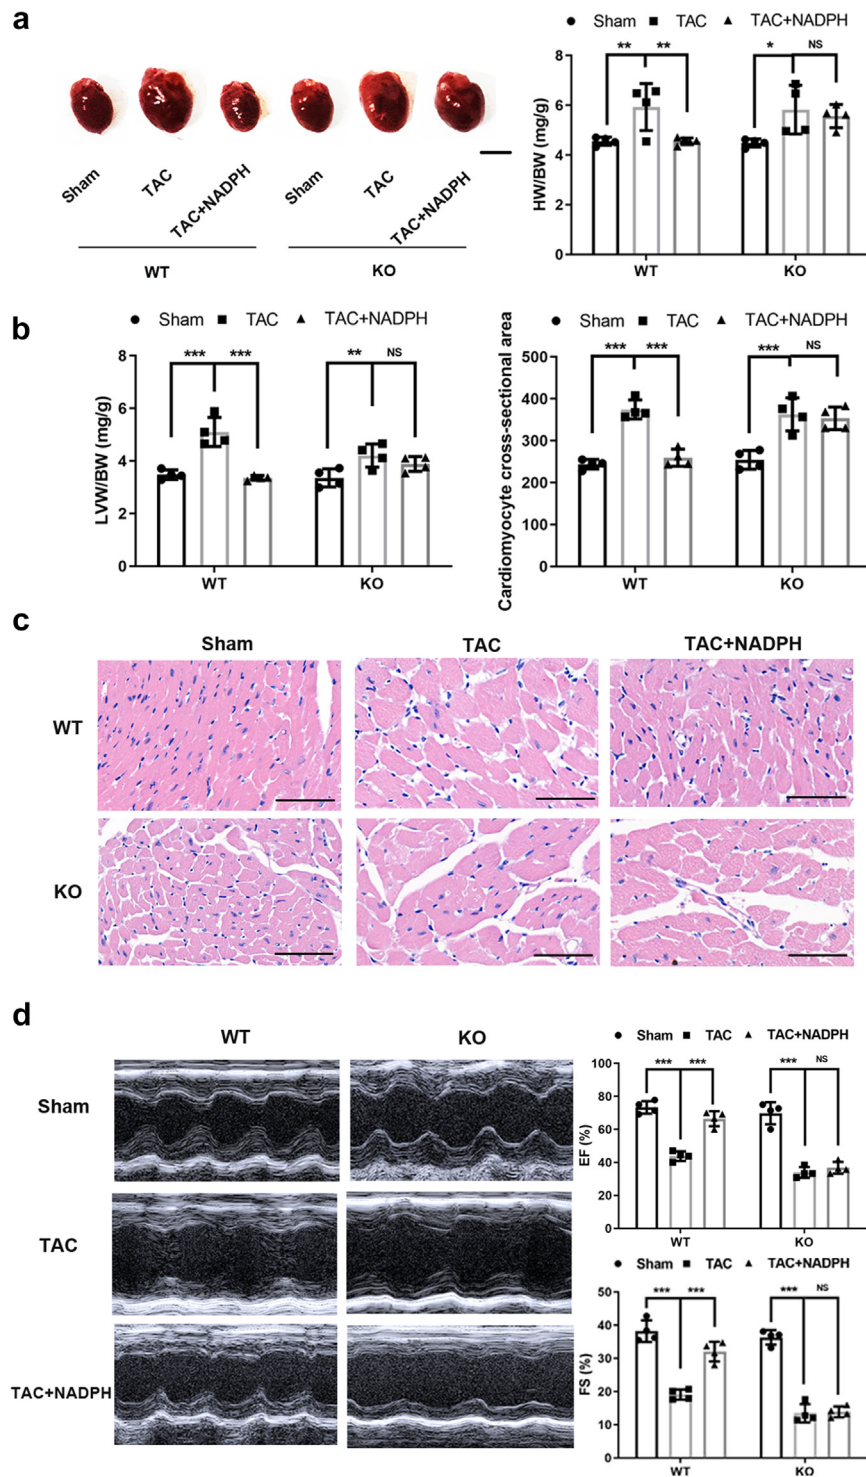 a
Sham TAC TAC+NADPH Sham TAC TAC+NADPH
WT KO
Sham TAC TAC+NADPH
HW/BW (mg/g)
8
6
4
2
0
** ** * NS
WT KO
b
Sham TAC TAC+NADPH
LVW/BW (mg/g)
8
6
4
2
0
*** *** ** NS
WT KO
Sham TAC TAC+NADPH
Cardiomyocyte cross-sectional area
500
400
300
200
100
0
*** *** *** NS
WT KO
c
Sham TAC TAC+NADPH
WT
KO
d
WT KO
Sham
TAC
TAC+NADPH
Sham TAC TAC+NADPH
EF (%)
100
80
60
40
20
0
*** *** *** NS
WT KO
Sham TAC TAC+NADPH
FS (%)
50
40
30
20
10
0
*** *** *** NS
WT KO